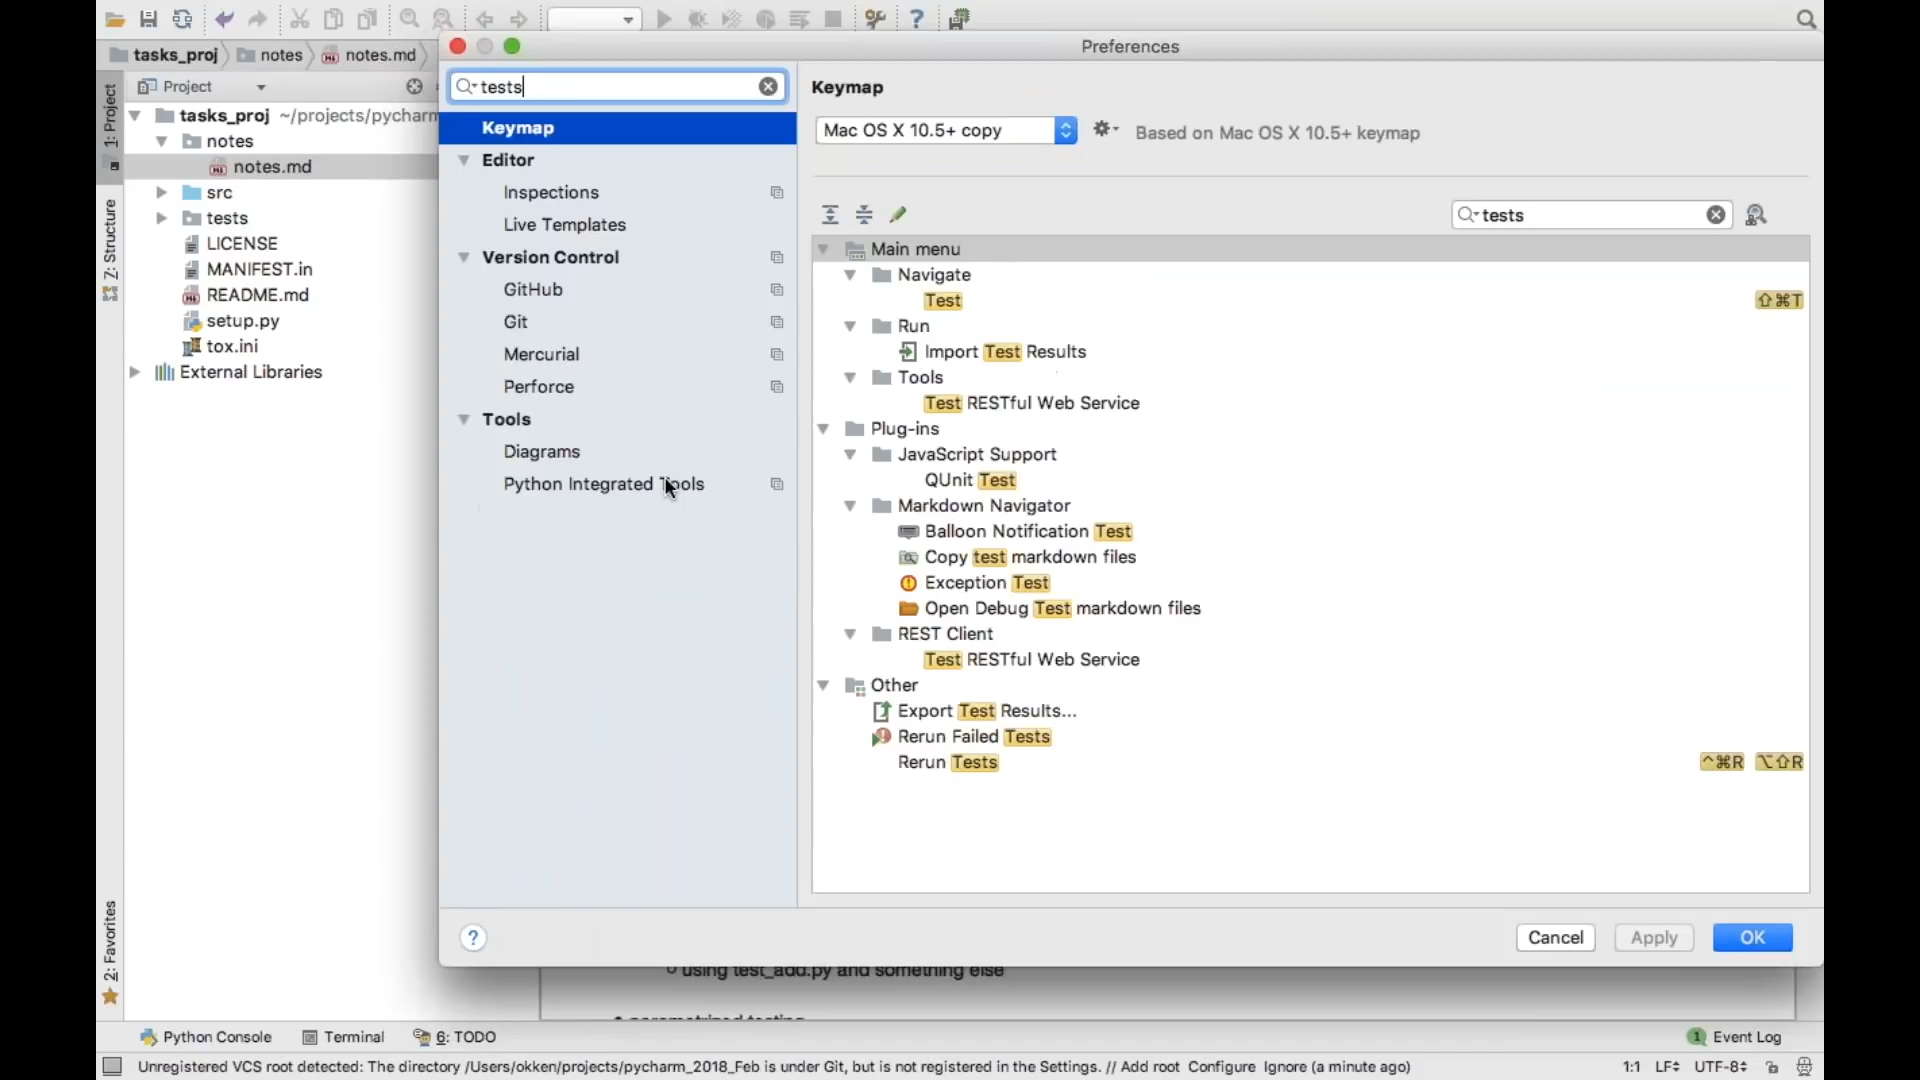 Preferences
tasks_proj
notes
notes.md
Project
1: Project
Z: Structure
2: Favorites
tasks_proj ~/projects/pycharm
notes
notes.md
src
tests
LICENSE
MANIFEST.in
README.md
setup.py
tox.ini
External Libraries
tests
Keymap
Editor
Inspections
Live Templates
Version Control
GitHub
Git
Mercurial
Perforce
Tools
Diagrams
Python Integrated Tools
Keymap
Mac OS X 10.5+ copy
Based on Mac OS X 10.5+ keymap
tests
Main menu
Navigate
Test ⇧⌘T
Run
Import Test Results
Tools
Test RESTful Web Service
Plug-ins
JavaScript Support
QUnit Test
Markdown Navigator
Balloon Notification Test
Copy test markdown files
Exception Test
Open Debug Test markdown files
REST Client
Test RESTful Web Service
Other
Export Test Results...
Rerun Failed Tests
Rerun Tests ^⌘R ⌥⇧R
?
Cancel
Apply
OK
using test_add.py and something else
Python Console
Terminal
6: TODO
1 Event Log
Unregistered VCS root detected: The directory /Users/okken/projects/pycharm_2018_Feb is under Git, but is not registered in the Settings. // Add root Configure Ignore (a minute ago)
1:1 LF UTF-8